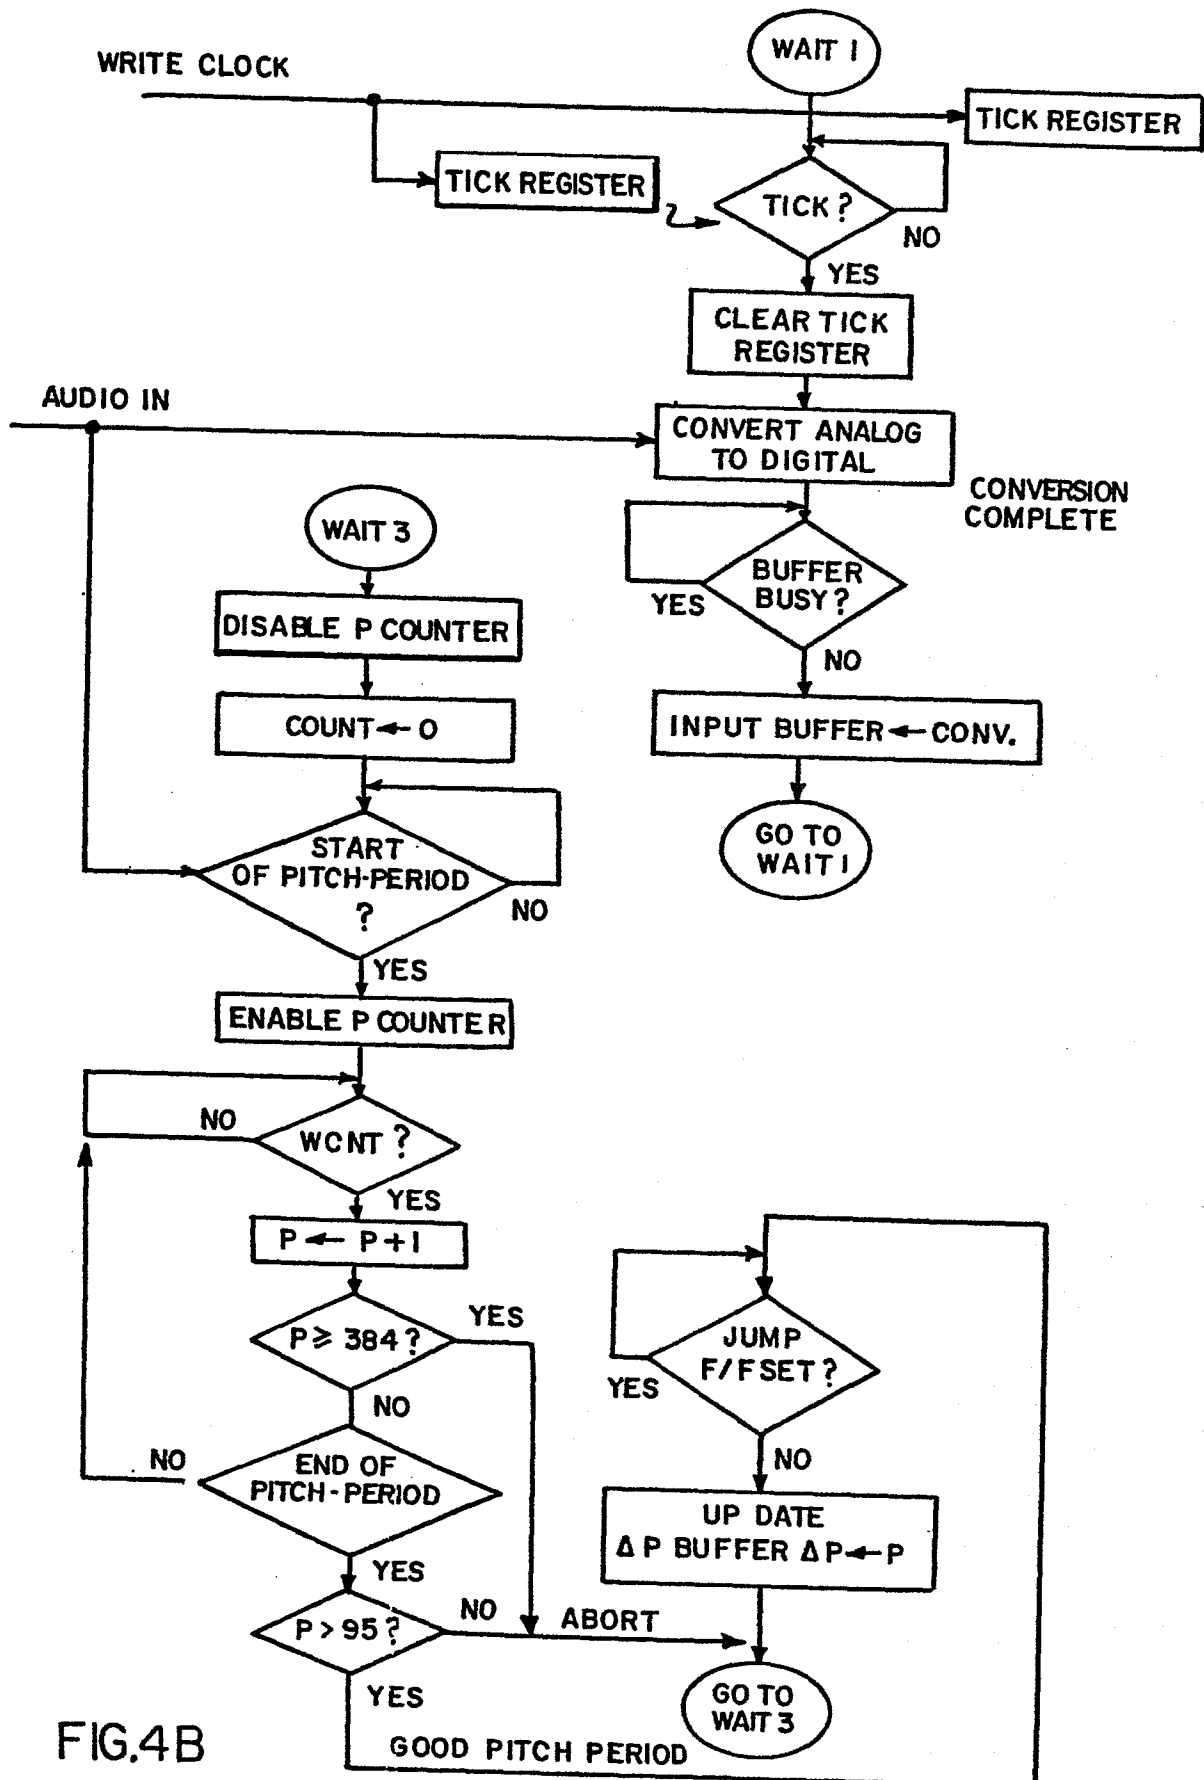 WAIT 1
WRITE CLOCK
TICK REGISTER
TICK REGISTER
TICK ?
NO
YES
CLEAR TICK
REGISTER
AUDIO IN
CONVERT ANALOG
TO DIGITAL
CONVERSION
COMPLETE
BUFFER
BUSY ?
YES
NO
INPUT BUFFER ← CONV.
GO TO
WAIT 1
WAIT 3
DISABLE P COUNTER
COUNT ← O
START
OF PITCH-PERIOD
?
NO
YES
ENABLE P COUNTER
NO
WCNT ?
YES
P ← P + 1
P ≥ 384 ?
YES
NO
NO
END OF
PITCH-PERIOD
YES
P > 95 ?
NO
ABORT
YES
GOOD PITCH PERIOD
JUMP
F/F SET ?
YES
NO
UP DATE
Δ P BUFFER Δ P ← P
GO TO
WAIT 3
FIG.4B